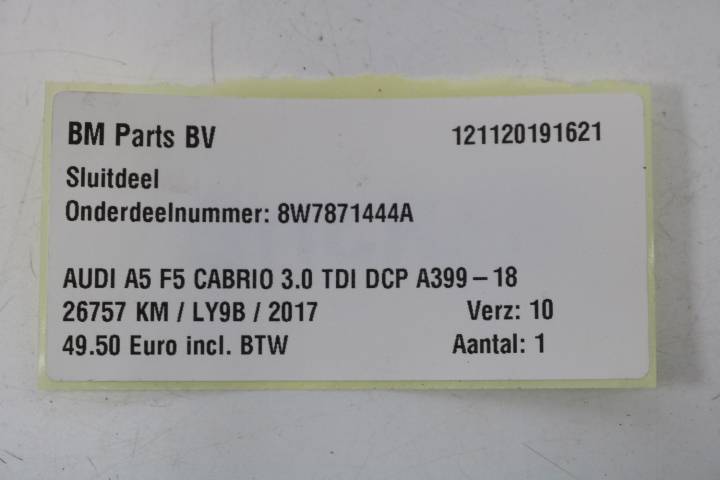 BM Parts BV 121120191621
Sluitdeel
Onderdeelnummer: 8W7871444A
AUDI A5 F5 CABRIO 3.0 TDI DCP A399 – 18
26757 KM / LY9B / 2017 Verz: 10
49.50 Euro incl. BTW Aantal: 1